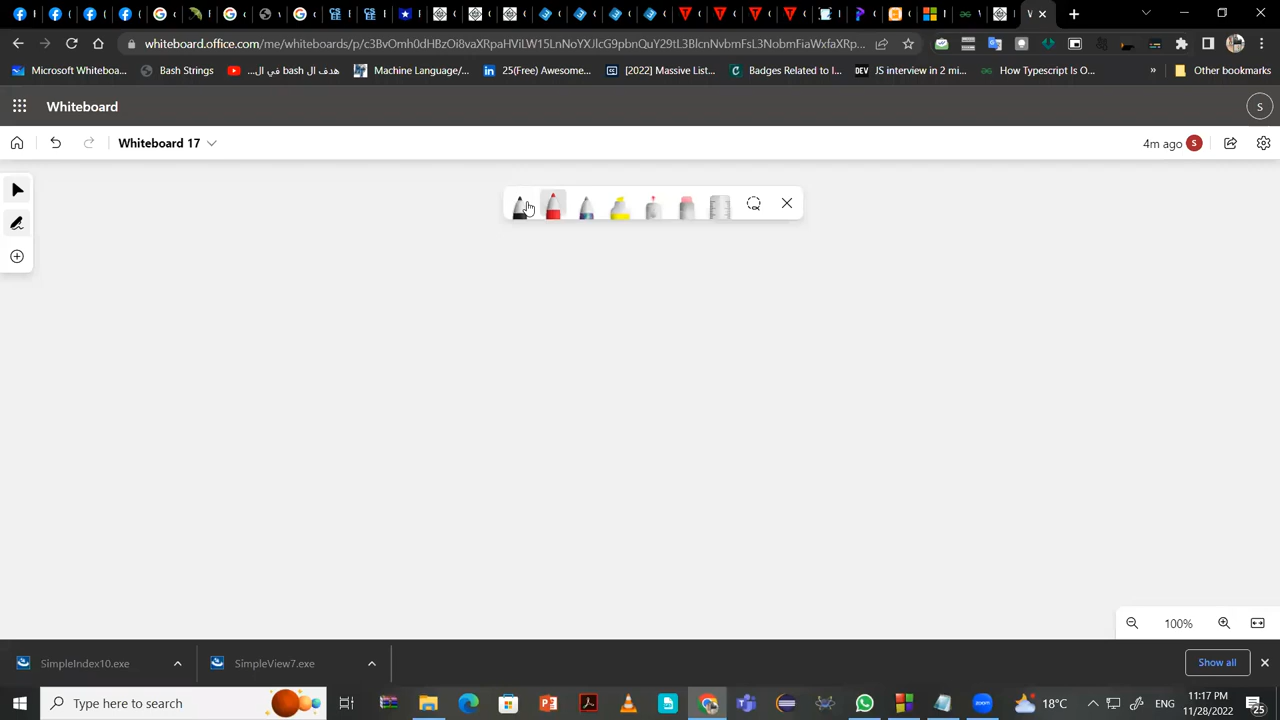 whiteboard.office.com/me/whiteboards/p/c3BvOmh0dHBzOi8vaXRpaHViLW15LnNoYXJlcG9pbnQuY29tL3BlcnNvbmFsL3NobmFiaWxfaXRp...
Microsoft Whiteboa...
Bash Strings
هدف ال bash في ال...
Machine Language/...
25(Free) Awesome...
[2022] Massive List...
Badges Related to I...
JS interview in 2 mi...
How Typescript Is O...
»
Other bookmarks
Whiteboard
S
Whiteboard 17
4m ago
S
100%
SimpleIndex10.exe
SimpleView7.exe
Show all
Type here to search
18°C
ENG
11:17 PM
11/28/2022
25